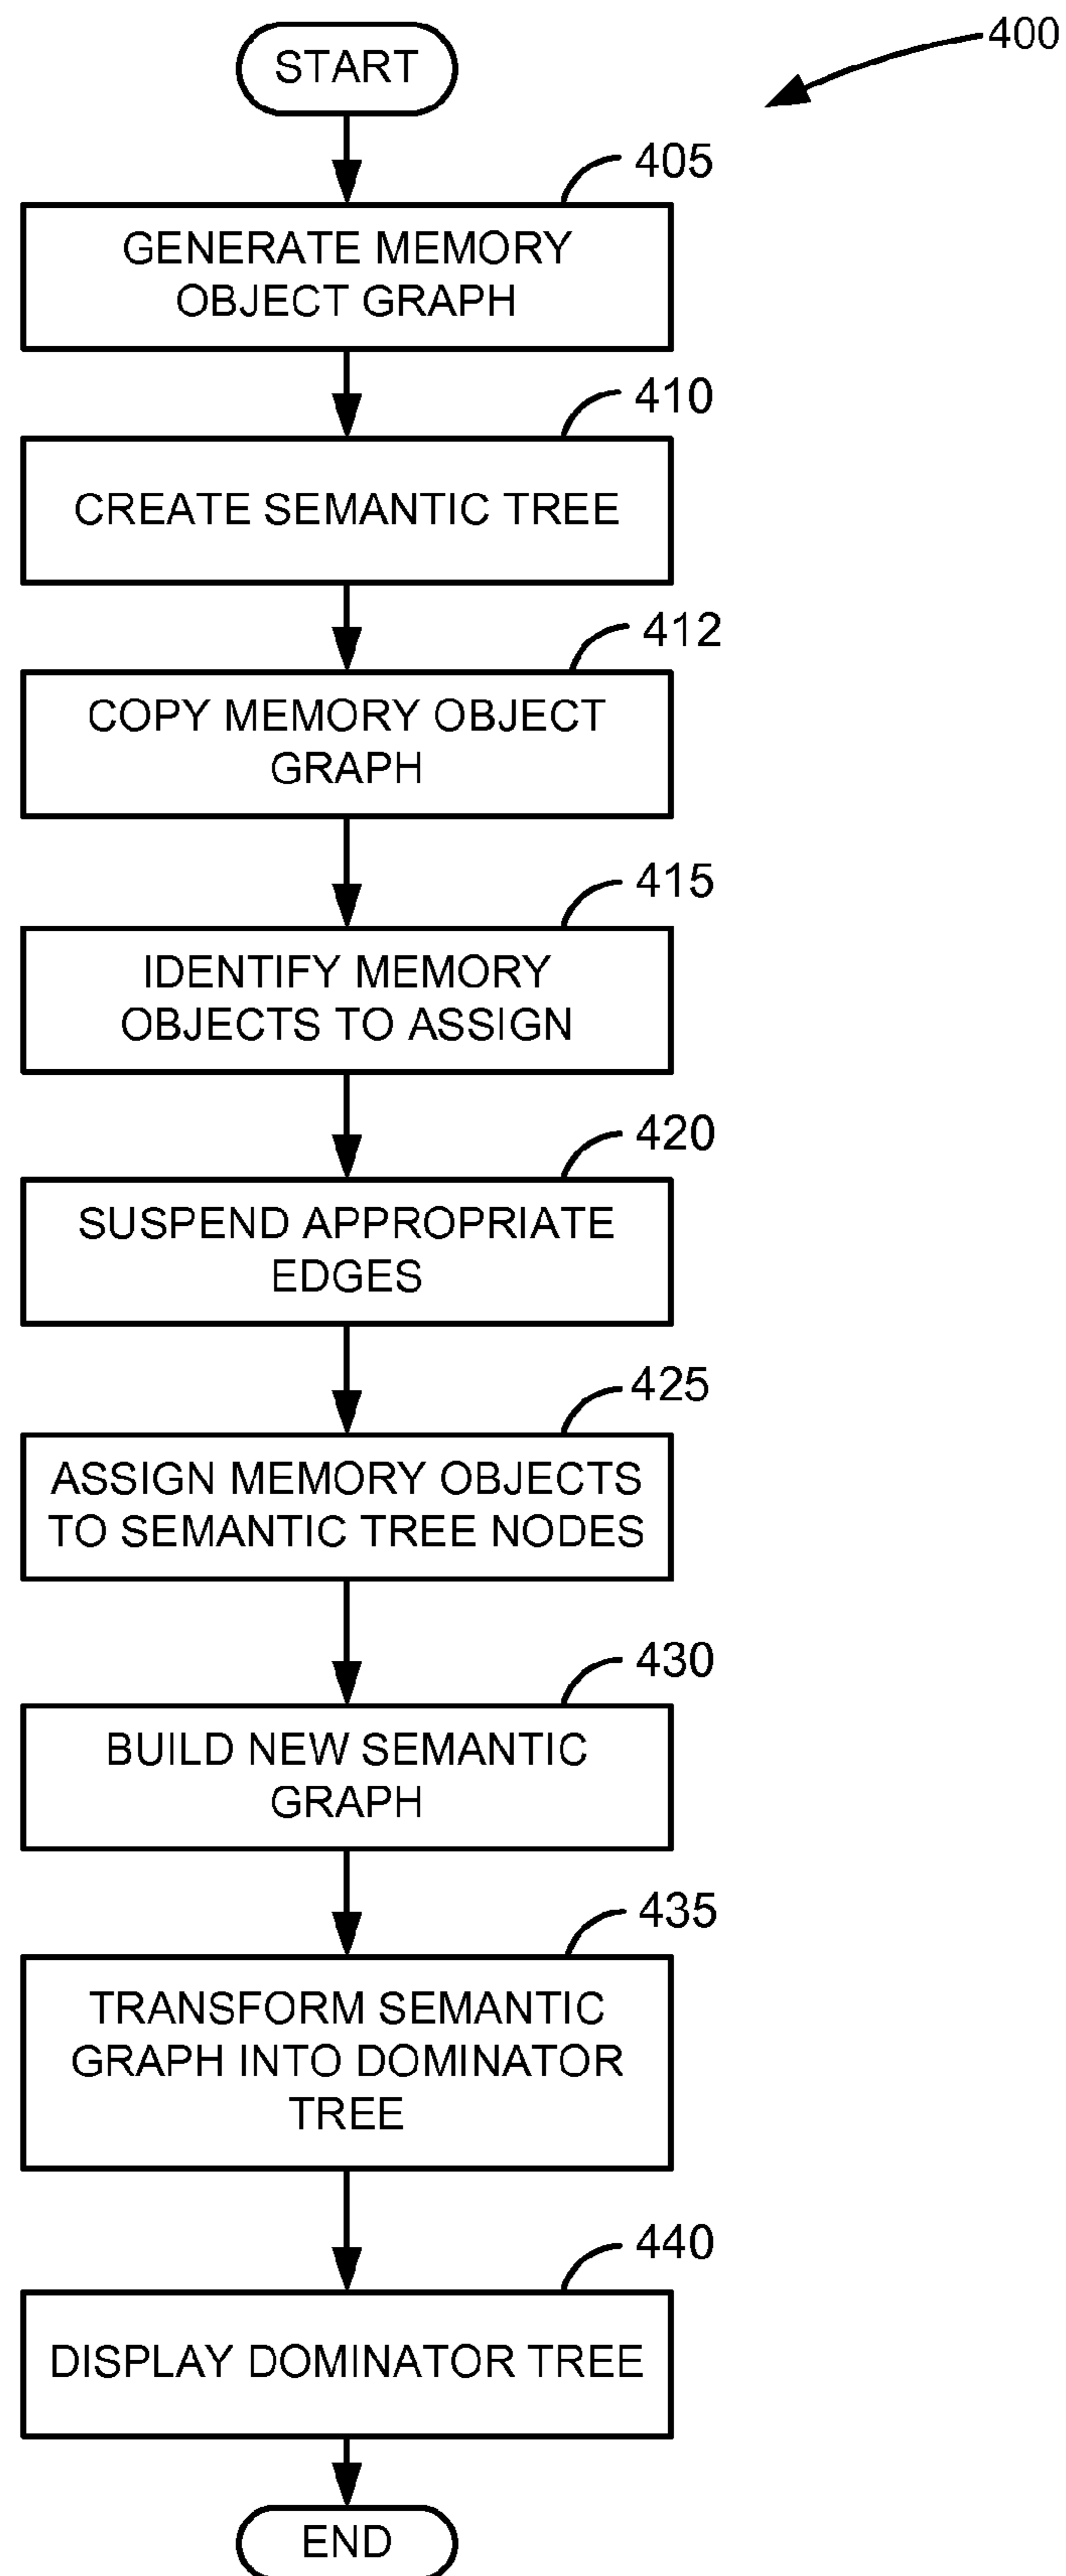 400
START
405
GENERATE MEMORY
OBJECT GRAPH
410
CREATE SEMANTIC TREE
412
COPY MEMORY OBJECT
GRAPH
415
IDENTIFY MEMORY
OBJECTS TO ASSIGN
420
SUSPEND APPROPRIATE
EDGES
425
ASSIGN MEMORY OBJECTS
TO SEMANTIC TREE NODES
430
BUILD NEW SEMANTIC
GRAPH
435
TRANSFORM SEMANTIC
GRAPH INTO DOMINATOR
TREE
440
DISPLAY DOMINATOR TREE
END